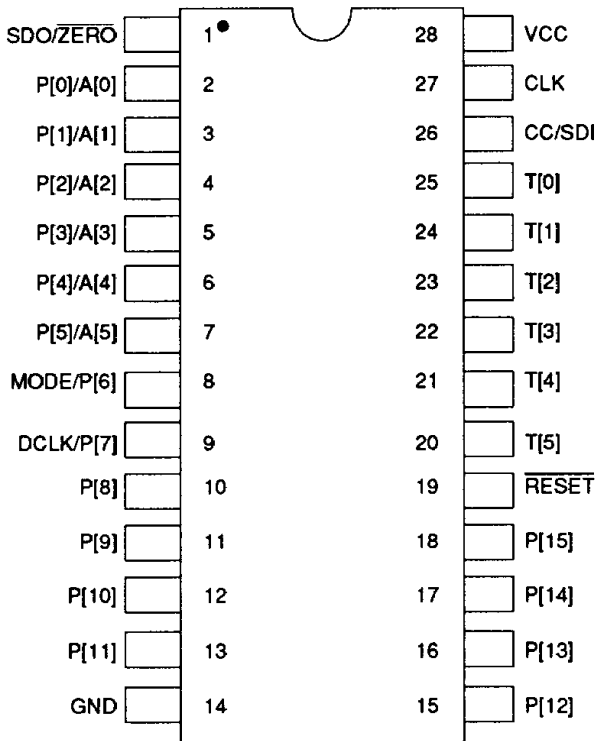 SDO/ZERO 1 28 VCC
P[0]/A[0] 2 27 CLK
P[1]/A[1] 3 26 CC/SDI
P[2]/A[2] 4 25 T[0]
P[3]/A[3] 5 24 T[1]
P[4]/A[4] 6 23 T[2]
P[5]/A[5] 7 22 T[3]
MODE/P[6] 8 21 T[4]
DCLK/P[7] 9 20 T[5]
P[8] 10 19 RESET
P[9] 11 18 P[15]
P[10] 12 17 P[14]
P[11] 13 16 P[13]
GND 14 15 P[12]